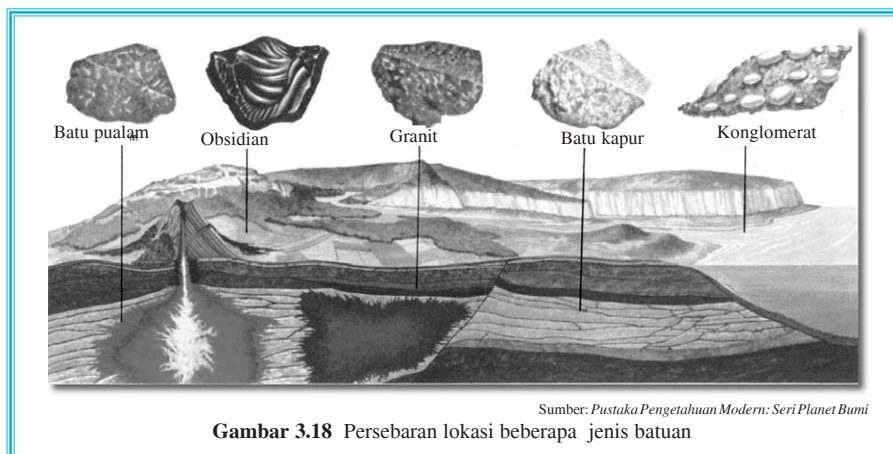 Batu pualam
Obsidian
Granit
Batu kapur
Konglomerat
Sumber: Pustaka Pengetahuan Modern: Seri Planet Bumi
Gambar 3.18 Persebaran lokasi beberapa jenis batuan